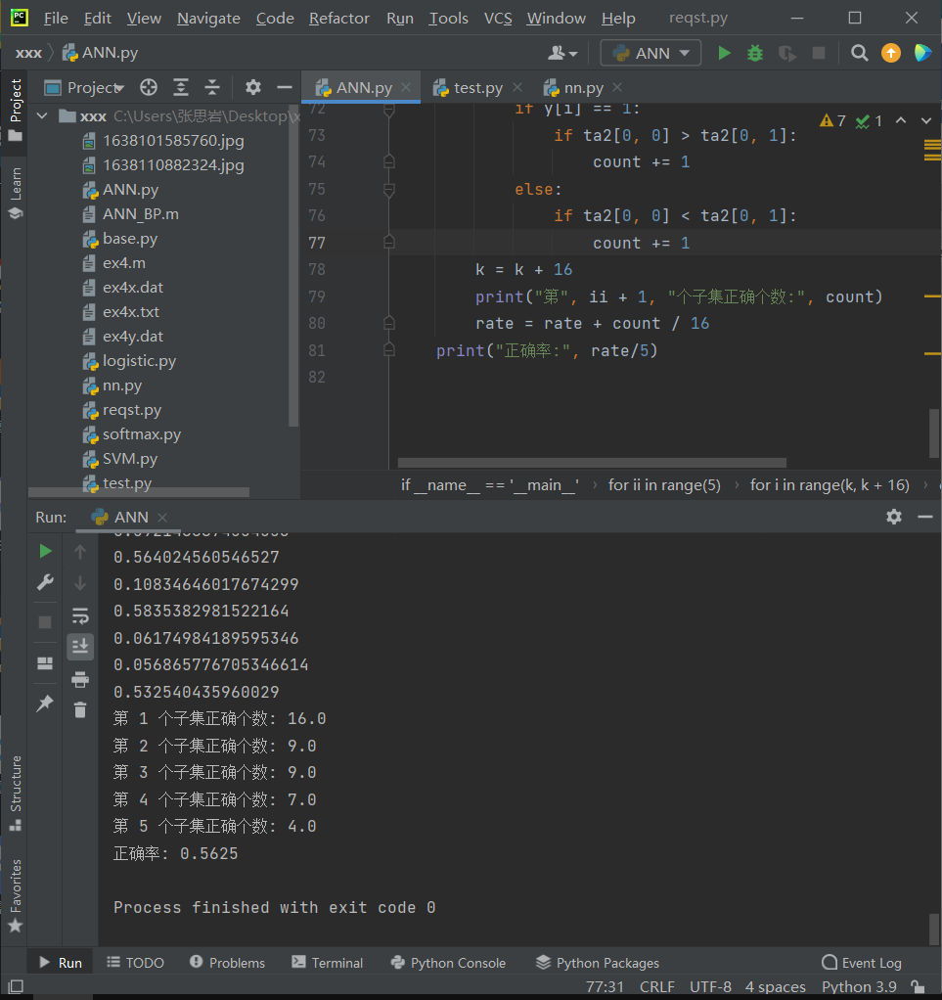 File Edit View Navigate Code Refactor Run Tools VCS Window Help reqst.py
xxx ANN.py ANN
Project ANN.py test.py nn.py
xxx C:\Users\张思岩\Desktop\x
1638101585760.jpg
1638110882324.jpg
ANN.py
ANN_BP.m
base.py
ex4.m
ex4x.dat
ex4x.txt
ex4y.dat
logistic.py
nn.py
reqst.py
softmax.py
SVM.py
test.py
Project
Learn
Structure
Favorites
7 1
72 if y[i] == 1:
73 if ta2[0, 0] > ta2[0, 1]:
74 count += 1
75 else:
76 if ta2[0, 0] < ta2[0, 1]:
77 count += 1
78 k = k + 16
79 print("第", ii + 1, "个子集正确个数:", count)
80 rate = rate + count / 16
81 print("正确率:", rate/5)
82
if __name__ == '__main__' for ii in range(5) for i in range(k, k + 16)
Run: ANN
0.564024560546527
0.10834646017674299
0.5835382981522164
0.06174984189595346
0.056865776705346614
0.532540435960029
第 1 个子集正确个数: 16.0
第 2 个子集正确个数: 9.0
第 3 个子集正确个数: 9.0
第 4 个子集正确个数: 7.0
第 5 个子集正确个数: 4.0
正确率: 0.5625
Process finished with exit code 0
Run TODO Problems Terminal Python Console Python Packages Event Log
77:31 CRLF UTF-8 4 spaces Python 3.9